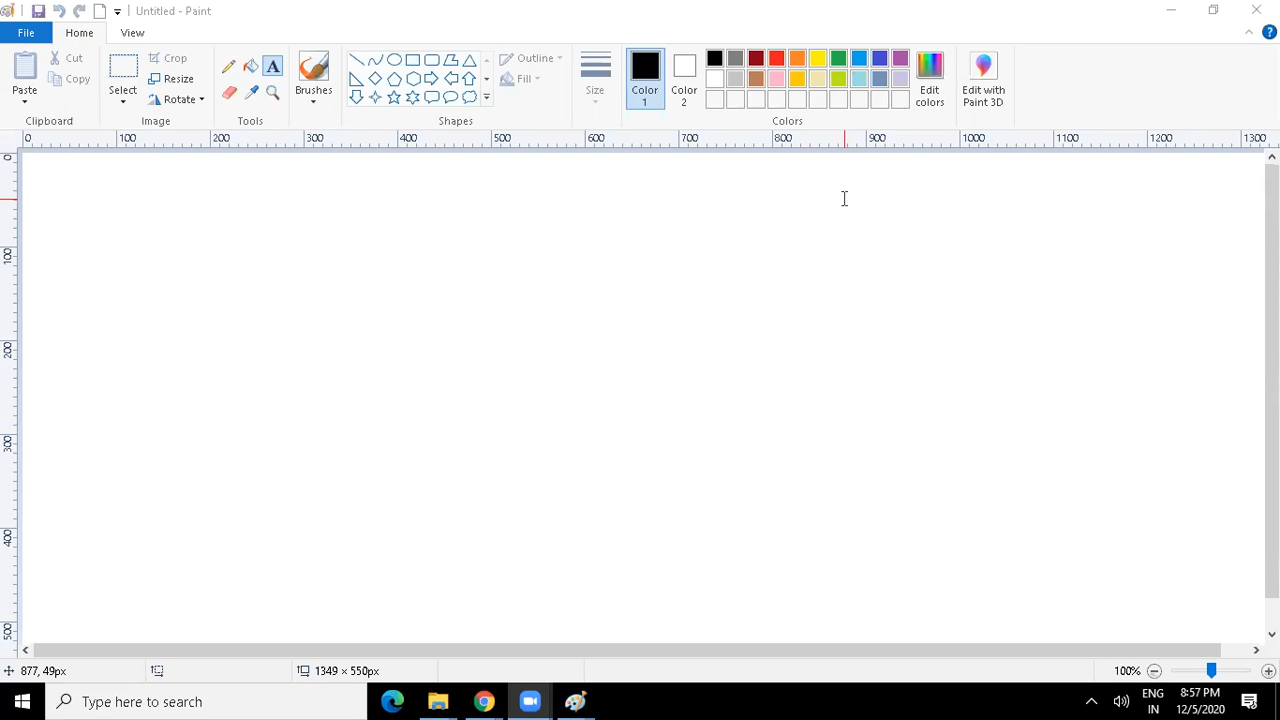 Untitled - Paint
File Home View
Paste
Cut
Copy
Clipboard
Select
Crop
Resize
Rotate
Image
A
Tools
Brushes
Shapes
Outline
Fill
Size
Color 1
Color 2
Colors
Edit colors
Edit with Paint 3D
0 100 200 300 400 500 600 700 800 900 1000 1100 1200 1300
0
100
200
300
400
500
877, 49px
1349 × 550px
100%
Type here to search
ENG
IN
8:57 PM
12/5/2020